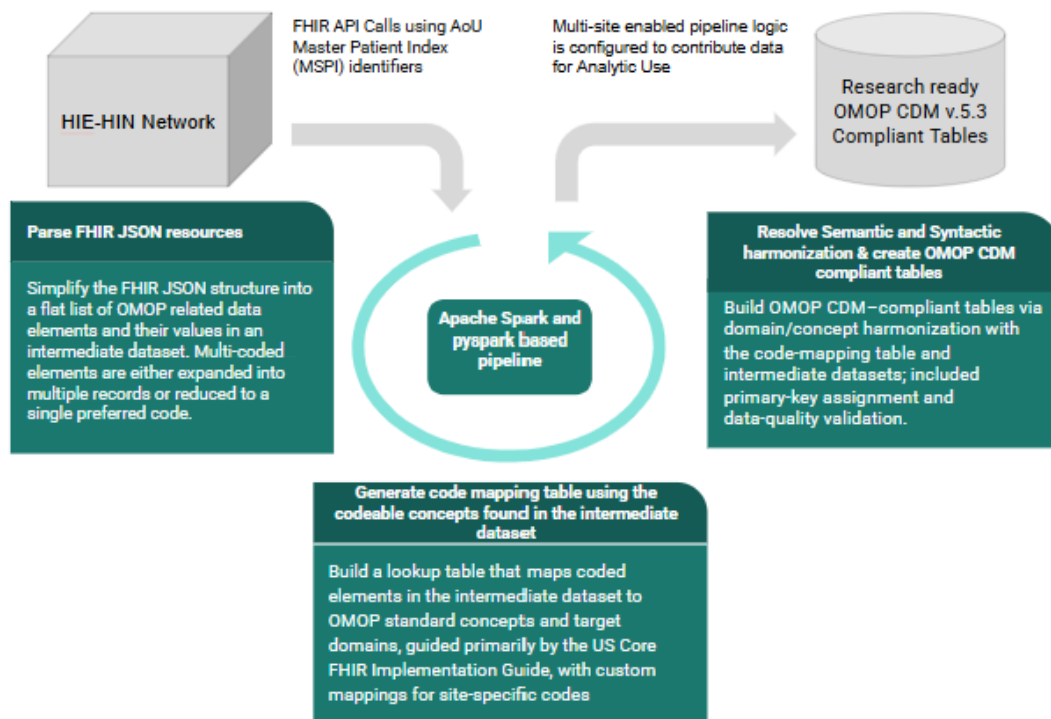 FHIR API Calls using AoU
Master Patient Index
(MSPI) identifiers
Multi-site enabled pipeline logic
is configured to contribute data
for Analytic Use
HIE-HIN Network
Research ready
OMOP CDM v.5.3
Compliant Tables
Parse FHIR JSON resources
Simplify the FHIR JSON structure into
a flat list of OMOP related data
elements and their values in an
intermediate dataset. Multi-coded
elements are either expanded into
multiple records or reduced to a
single preferred code.
Apache Spark and
pyspark based
pipeline
Resolve Semantic and Syntactic
harmonization & create OMOP CDM
compliant tables
Build OMOP CDM–compliant tables via
domain/concept harmonization with
the code-mapping table and
intermediate datasets; included
primary-key assignment and
data-quality validation.
Generate code mapping table using the
codeable concepts found in the intermediate
dataset
Build a lookup table that maps coded
elements in the intermediate dataset to
OMOP standard concepts and target
domains, guided primarily by the US Core
FHIR Implementation Guide, with custom
mappings for site-specific codes